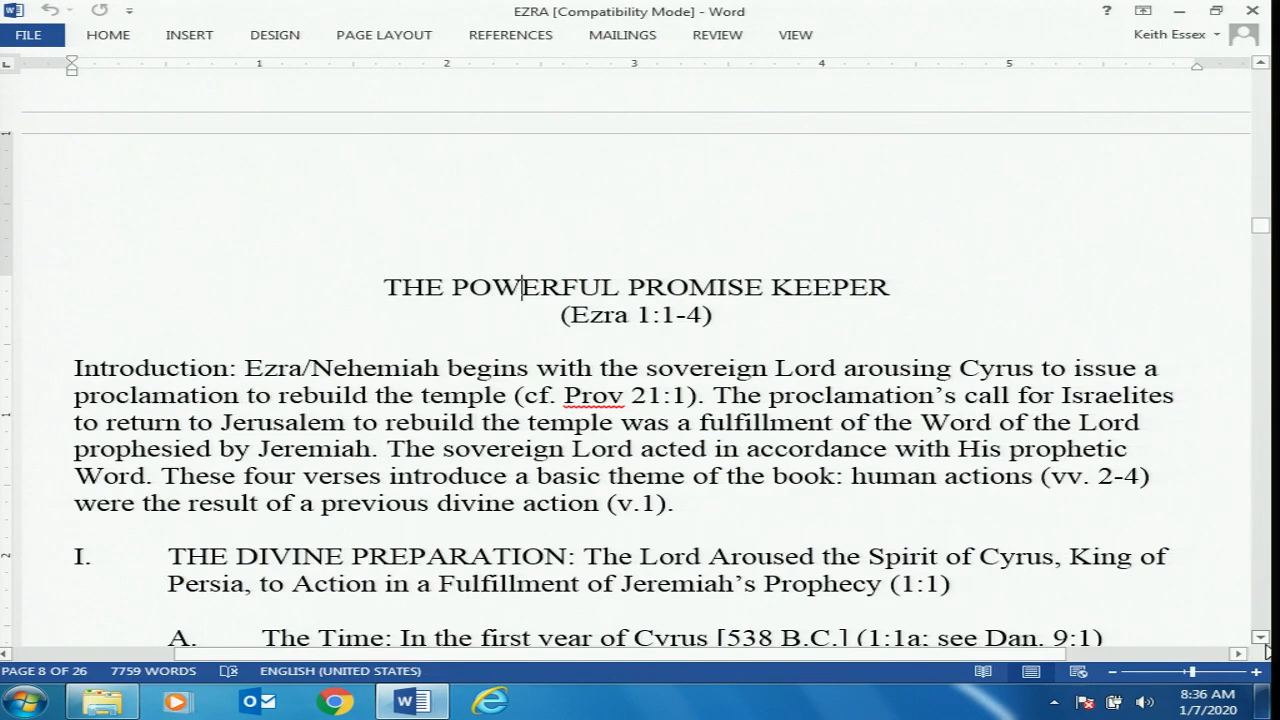 EZRA [Compatibility Mode] - Word
FILE HOME INSERT DESIGN PAGE LAYOUT REFERENCES MAILINGS REVIEW VIEW Keith Essex
1 2 3 4 5
THE POWERFUL PROMISE KEEPER
(Ezra 1:1-4)
Introduction: Ezra/Nehemiah begins with the sovereign Lord arousing Cyrus to issue a
proclamation to rebuild the temple (cf. Prov 21:1). The proclamation’s call for Israelites
to return to Jerusalem to rebuild the temple was a fulfillment of the Word of the Lord
prophesied by Jeremiah. The sovereign Lord acted in accordance with His prophetic
Word. These four verses introduce a basic theme of the book: human actions (vv. 2-4)
were the result of a previous divine action (v.1).
I. THE DIVINE PREPARATION: The Lord Aroused the Spirit of Cyrus, King of
Persia, to Action in a Fulfillment of Jeremiah’s Prophecy (1:1)
A. The Time: In the first year of Cyrus [538 B.C.] (1:1a; see Dan. 9:1)
PAGE 8 OF 26 7759 WORDS ENGLISH (UNITED STATES)
8:36 AM
1/7/2020